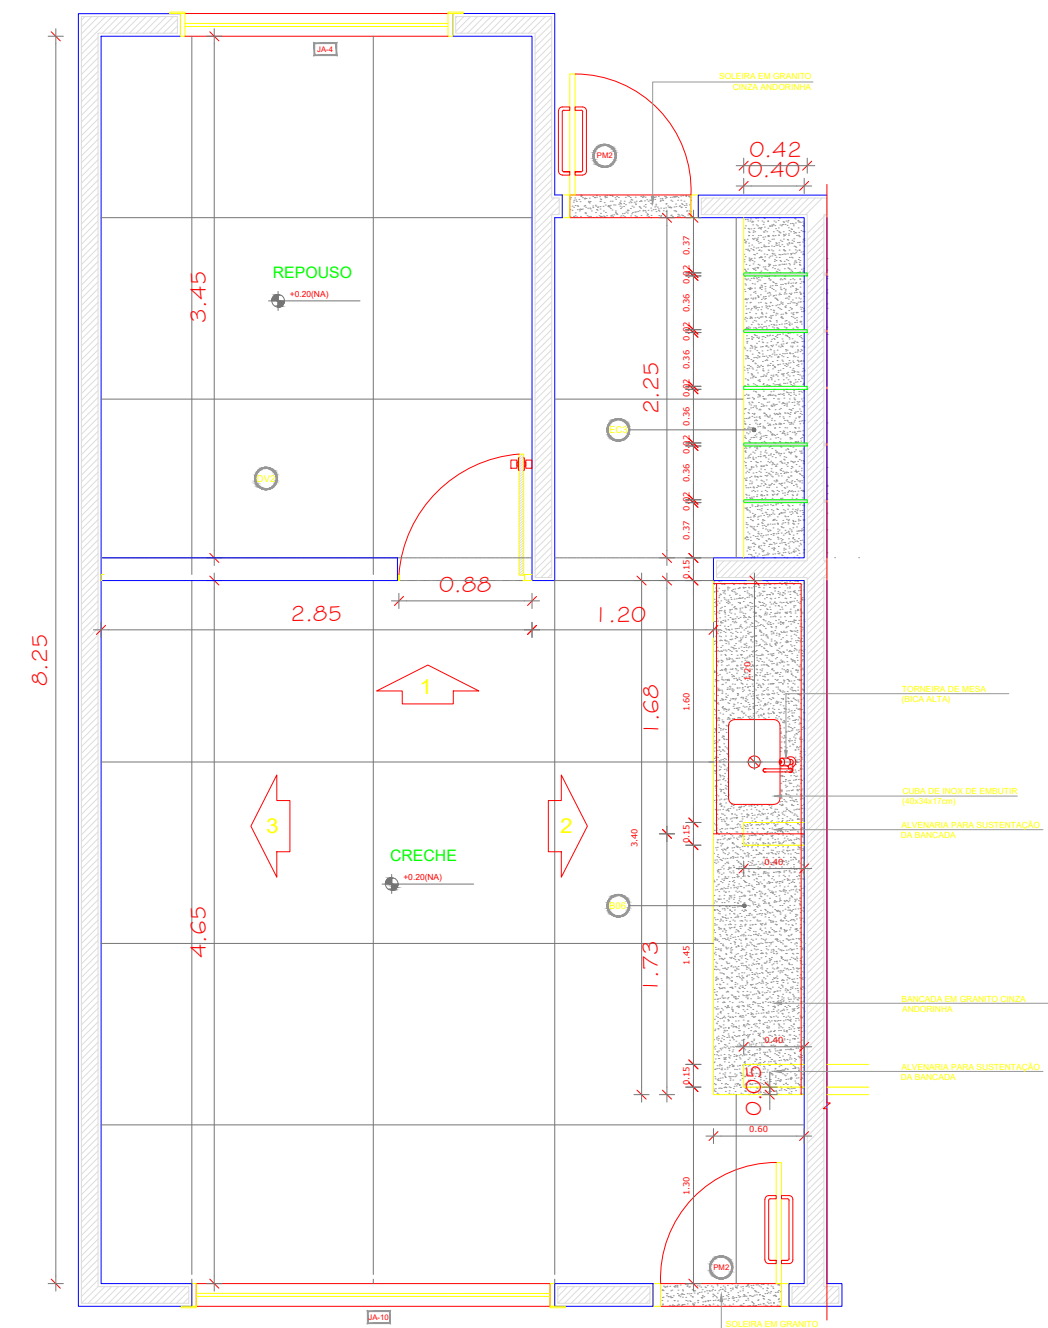 JA-4
SOLEIRA EM GRANITO
CINZA ANDORINHA
PM2
0.42
0.40
0.37
0.02
0.36
0.02
0.36
0.02
0.36
0.02
0.36
0.02
0.37
0.15
REPOUSO
+0.20(NA)
3.45
2.25
0.88
2.85
1.20
8.25
1
1.68
1.60
1.20
TORNEIRA DE MESA
(BICA ALTA)
CUBA DE INOX DE EMBUTIR
ALVENARIA PARA SUSTENTAÇÃO
DA BANCADA
3
2
3.40
0.15
0.40
CRECHE
+0.20(NA)
4.65
1.73
1.45
BANCADA EM GRANITO CINZA
ANDORINHA
0.40
0.15
0.05
ALVENARIA PARA SUSTENTAÇÃO
DA BANCADA
0.60
1.30
PM2
JA-10
SOLEIRA EM GRANITO